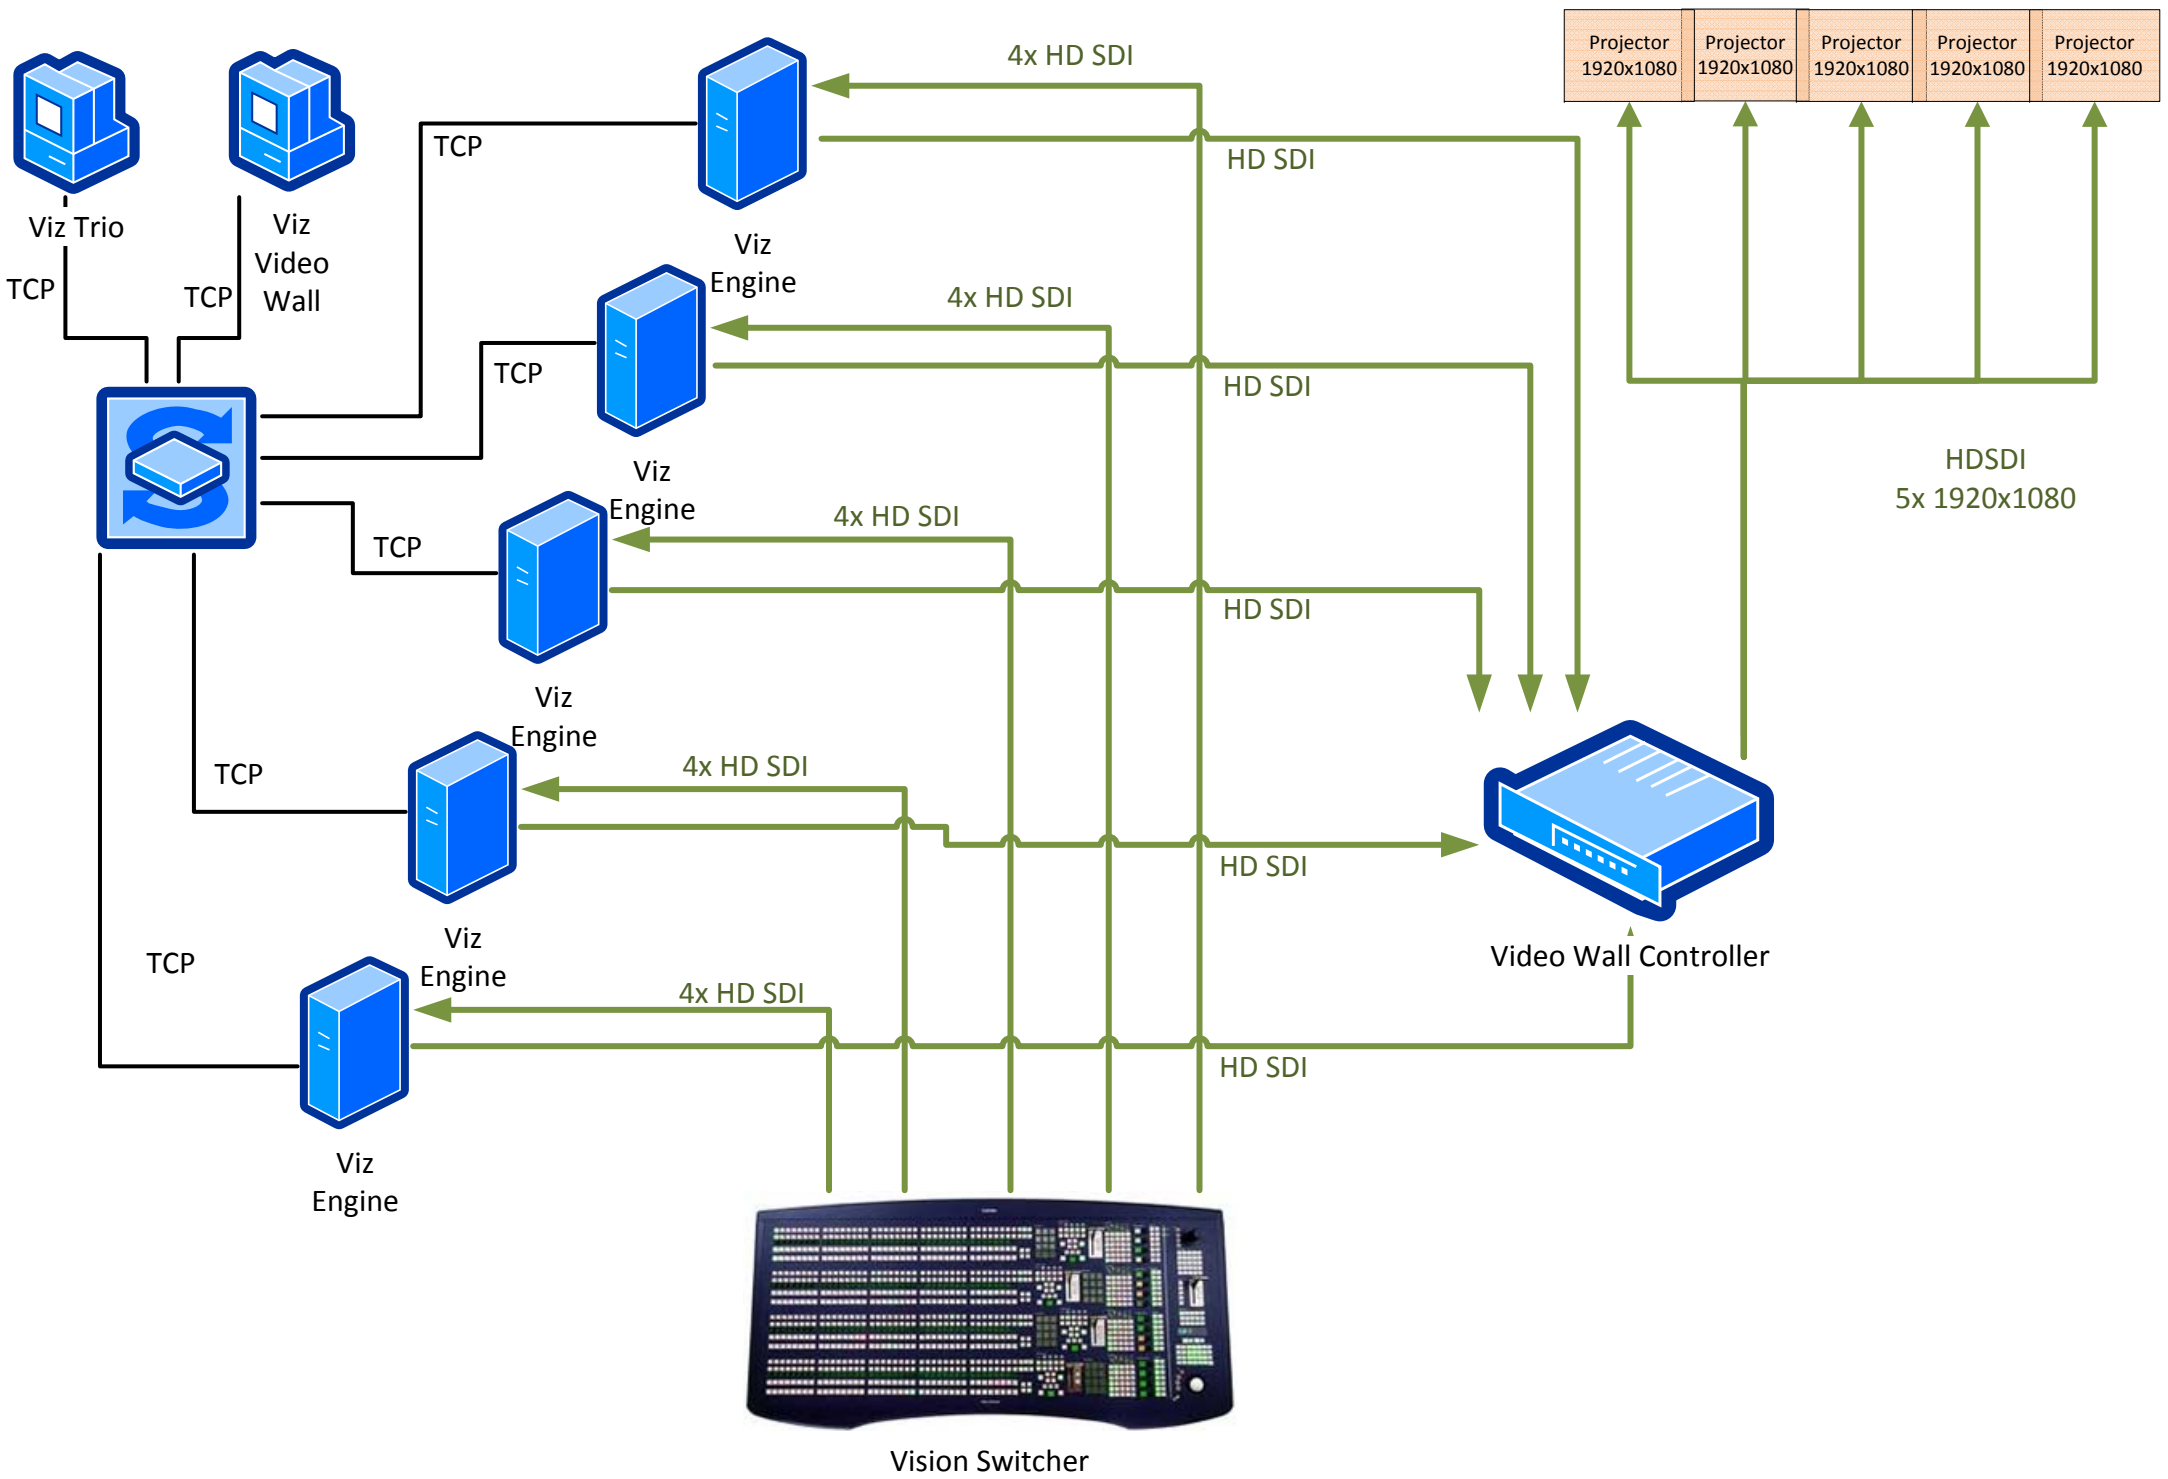 4x HD SDI
Projector
1920x1080
Projector
1920x1080
Projector
1920x1080
Projector
1920x1080
Projector
1920x1080
TCP
HD SDI
Viz Trio
Viz
Video
Wall
TCP
TCP
Viz
Engine
4x HD SDI
TCP
HD SDI
HDSDI
5x 1920x1080
Viz
Engine
4x HD SDI
TCP
HD SDI
Viz
Engine
4x HD SDI
TCP
HD SDI
Viz
Engine
Video Wall Controller
TCP
4x HD SDI
HD SDI
Viz
Engine
Vision Switcher